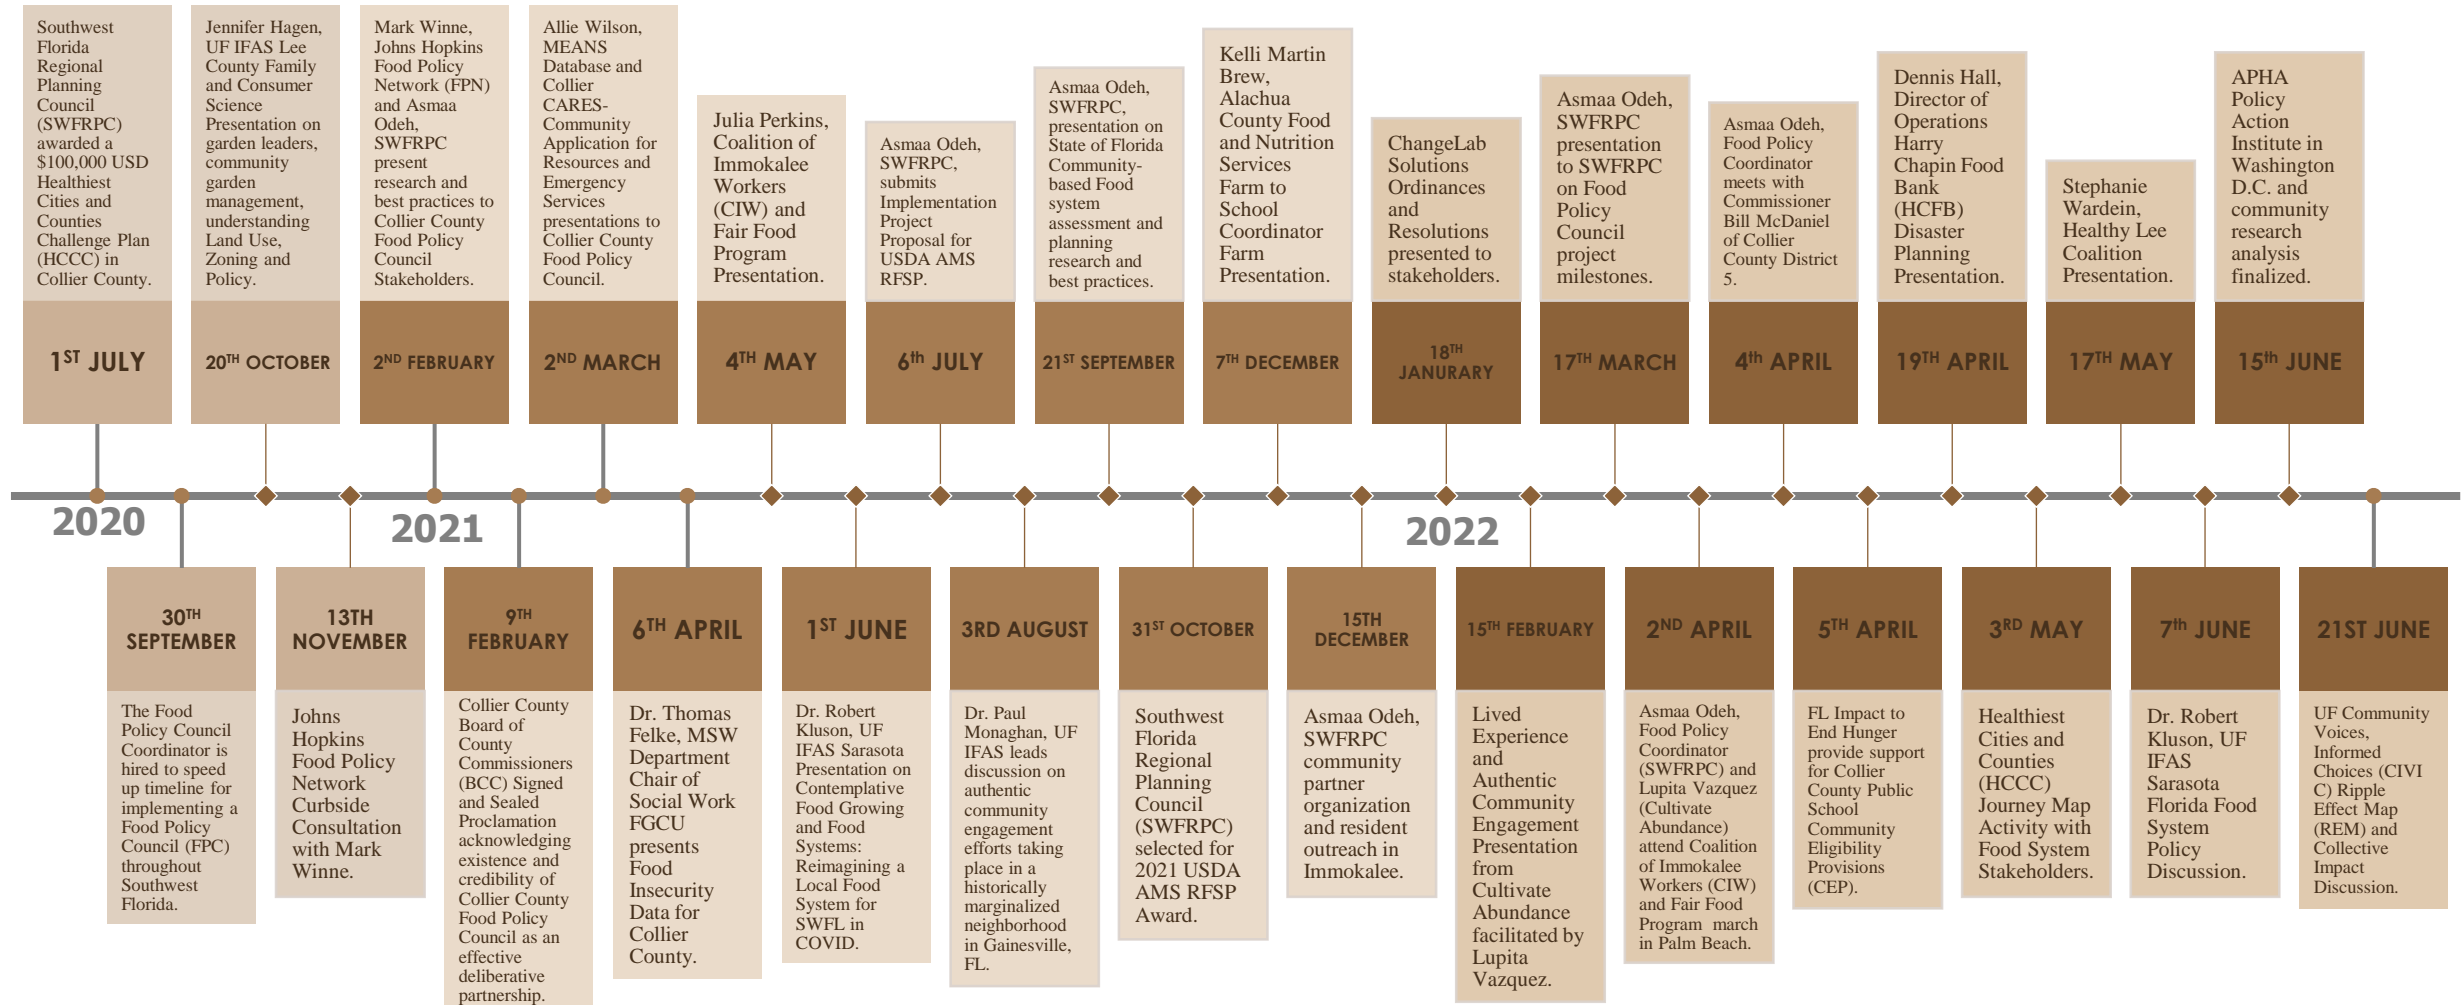 Southwest
Florida
Regional
Planning
Council
(SWFRPC)
awarded a
$100,000 USD
Healthiest
Cities and
Counties
Challenge Plan
(HCCC) in
Collier County.
1ST JULY
Jennifer Hagen,
UF IFAS Lee
County Family
and Consumer
Science
Presentation on
garden leaders,
community
garden
management,
understanding
Land Use,
Zoning and
Policy.
20TH OCTOBER
Mark Winne,
Johns Hopkins
Food Policy
Network (FPN)
and Asmaa
Odeh,
SWFRPC
present
research and
best practices to
Collier County
Food Policy
Council
Stakeholders.
2ND FEBRUARY
Allie Wilson,
MEANS
Database and
Collier
CARES-
Community
Application for
Resources and
Emergency
Services
presentations to
Collier County
Food Policy
Council.
2ND MARCH
Julia Perkins,
Coalition of
Immokalee
Workers
(CIW) and
Fair Food
Program
Presentation.
4TH MAY
Asmaa Odeh,
SWFRPC,
submits
Implementation
Project
Proposal for
USDA AMS
RFSP.
6th JULY
Asmaa Odeh,
SWFRPC,
presentation on
State of Florida
Community-
based Food
system
assessment and
planning
research and
best practices.
21ST SEPTEMBER
Kelli Martin
Brew,
Alachua
County Food
and Nutrition
Services
Farm to
School
Coordinator
Farm
Presentation.
7TH DECEMBER
ChangeLab
Solutions
Ordinances
and
Resolutions
presented to
stakeholders.
18TH
JANURARY
Asmaa Odeh,
SWFRPC
presentation
to SWFRPC
on Food
Policy
Council
project
milestones.
17TH MARCH
Asmaa Odeh,
Food Policy
Coordinator
meets with
Commissioner
Bill McDaniel
of Collier
County District
5.
4th APRIL
Dennis Hall,
Director of
Operations
Harry
Chapin Food
Bank
(HCFB)
Disaster
Planning
Presentation.
19TH APRIL
Stephanie
Wardein,
Healthy Lee
Coalition
Presentation.
17TH MAY
APHA
Policy
Action
Institute in
Washington
D.C. and
community
research
analysis
finalized.
15th JUNE
2020
2021
2022
30TH
SEPTEMBER
The Food
Policy Council
Coordinator is
hired to speed
up timeline for
implementing a
Food Policy
Council (FPC)
throughout
Southwest
Florida.
13TH
NOVEMBER
Johns
Hopkins
Food Policy
Network
Curbside
Consultation
with Mark
Winne.
9TH
FEBRUARY
Collier County
Board of
County
Commissioners
(BCC) Signed
and Sealed
Proclamation
acknowledging
existence and
credibility of
Collier County
Food Policy
Council as an
effective
deliberative
partnership.
6TH APRIL
Dr. Thomas
Felke, MSW
Department
Chair of
Social Work
FGCU
presents
Food
Insecurity
Data for
Collier
County.
1ST JUNE
Dr. Robert
Kluson, UF
IFAS Sarasota
Presentation on
Contemplative
Food Growing
and Food
Systems:
Reimagining a
Local Food
System for
SWFL in
COVID.
3RD AUGUST
Dr. Paul
Monaghan, UF
IFAS leads
discussion on
authentic
community
engagement
efforts taking
place in a
historically
marginalized
neighborhood
in Gainesville,
FL.
31ST OCTOBER
Southwest
Florida
Regional
Planning
Council
(SWFRPC)
selected for
2021 USDA
AMS RFSP
Award.
15TH
DECEMBER
Asmaa Odeh,
SWFRPC
community
partner
organization
and resident
outreach in
Immokalee.
15TH FEBRUARY
Lived
Experience
and
Authentic
Community
Engagement
Presentation
from
Cultivate
Abundance
facilitated by
Lupita
Vazquez.
2ND APRIL
Asmaa Odeh,
Food Policy
Coordinator
(SWFRPC) and
Lupita Vazquez
(Cultivate
Abundance)
attend Coalition
of Immokalee
Workers (CIW)
and Fair Food
Program march
in Palm Beach.
5TH APRIL
FL Impact to
End Hunger
provide support
for Collier
County Public
School
Community
Eligibility
Provisions
(CEP).
3RD MAY
Healthiest
Cities and
Counties
(HCCC)
Journey Map
Activity with
Food System
Stakeholders.
7th JUNE
Dr. Robert
Kluson, UF
IFAS
Sarasota
Florida Food
System
Policy
Discussion.
21ST JUNE
UF Community
Voices,
Informed
Choices (CIVI
C) Ripple
Effect Map
(REM) and
Collective
Impact
Discussion.